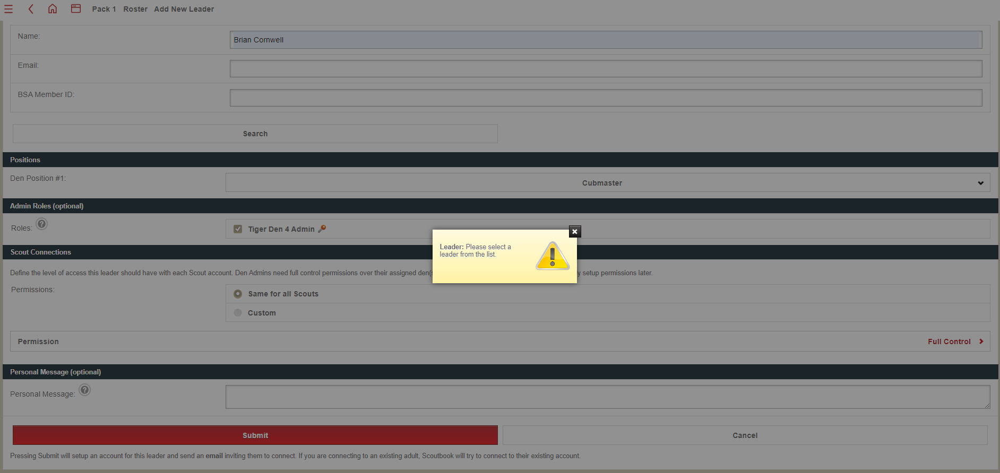 Pack 1 Roster Add New Leader
Name: Brian Cornwell
Email:
BSA Member ID:
Search
Positions
Den Position #1: Cubmaster
Admin Roles (optional)
Roles: ? Tiger Den 4 Admin
Leader: Please select a
leader from the list.
Scout Connections
Define the level of access this leader should have with each Scout account. Den Admins need full control permissions over their assigned den(s y setup permissions later.
Permissions: Same for all Scouts
Custom
Permission Full Control
Personal Message (optional)
Personal Message: ?
Submit Cancel
Pressing Submit will setup an account for this leader and send an email inviting them to connect. If you are connecting to an existing adult, Scoutbook will try to connect to their existing account.